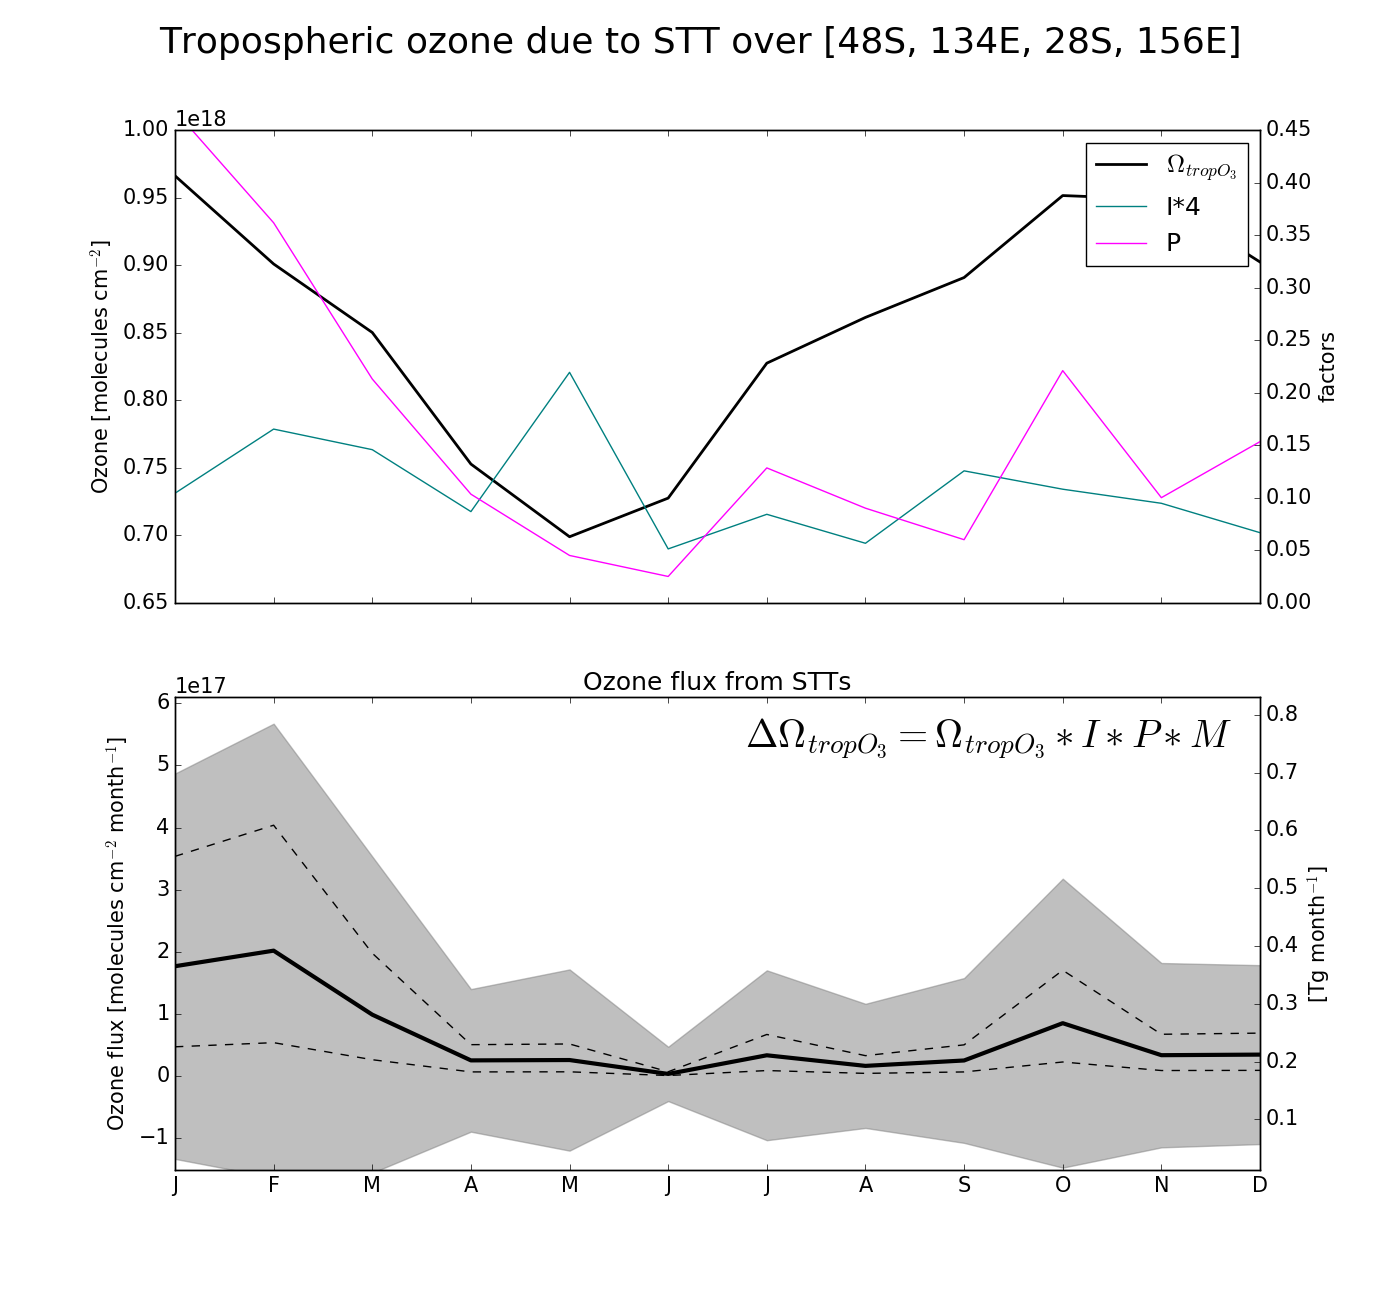 Tropospheric ozone due to STT over [48S, 134E, 28S, 156E]
1e18
1.00
0.95
0.90
0.85
0.80
0.75
0.70
0.65
Ozone [molecules cm⁻²]
Ω_tropO₃
I*4
P
0.45
0.40
0.35
0.30
0.25
0.20
0.15
0.10
0.05
0.00
factors
Ozone flux from STTs
1e17
6
5
4
3
2
1
0
−1
Ozone flux [molecules cm⁻² month⁻¹]
ΔΩ_tropO₃ = Ω_tropO₃ ∗ I ∗ P ∗ M
0.8
0.7
0.6
0.5
0.4
0.3
0.2
0.1
[Tg month⁻¹]
J F M A M J J A S O N D